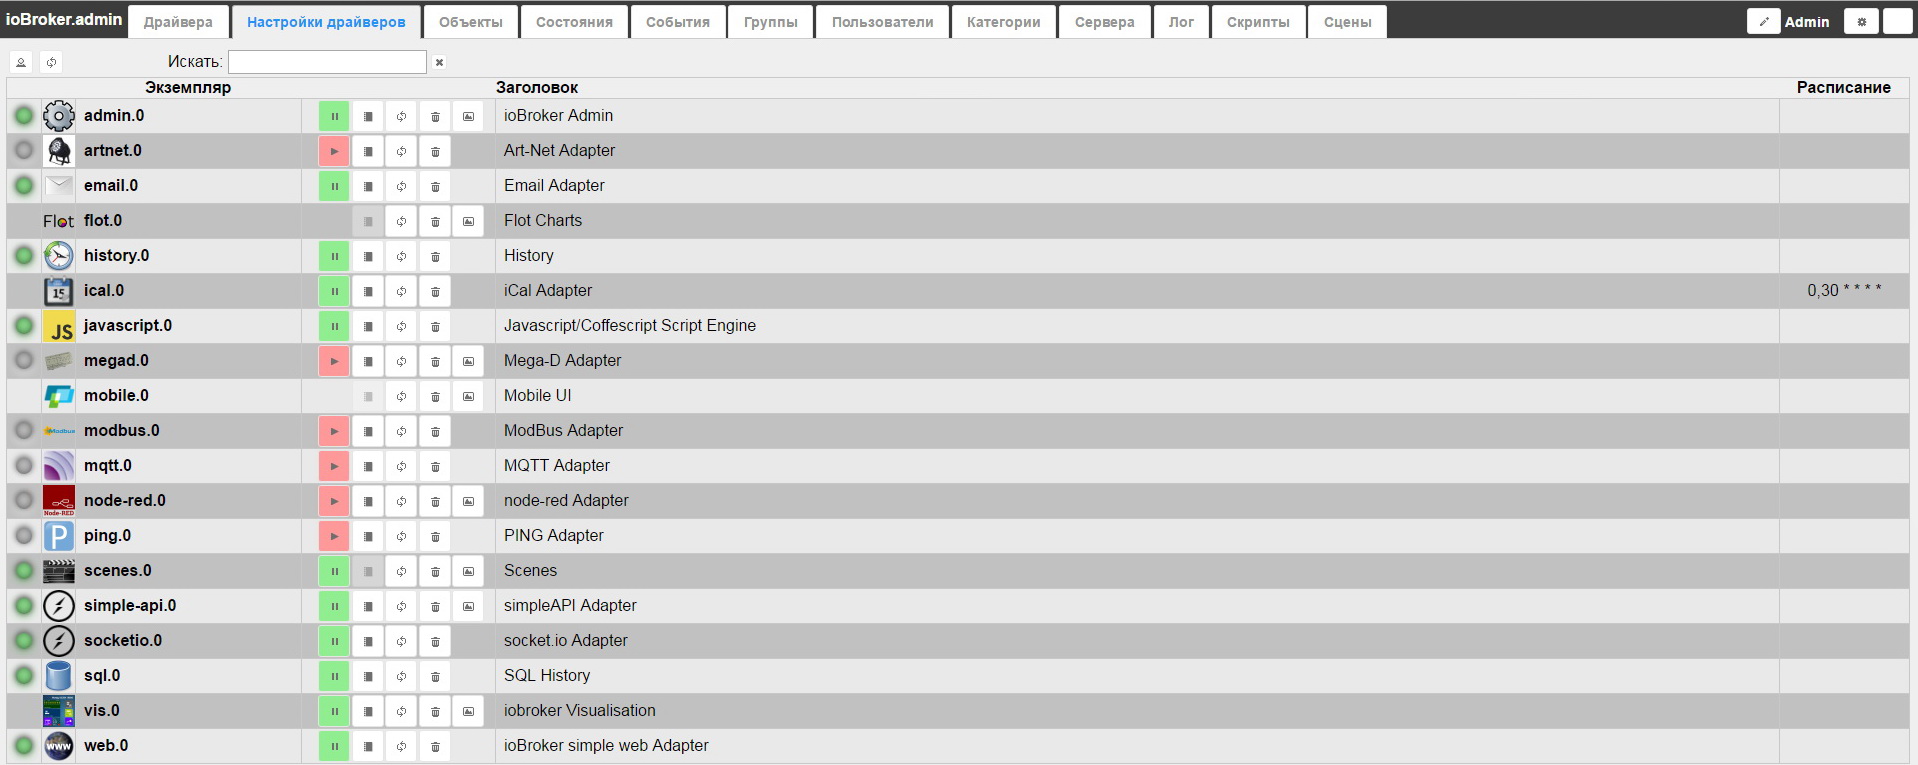 ioBroker.admin Драйвера Настройки драйверов Объекты Состояния События Группы Пользователи Категории Сервера Лог Скрипты Сцены Admin
Искать:
Экземпляр Заголовок Расписание
admin.0 ioBroker Admin
artnet.0 Art-Net Adapter
email.0 Email Adapter
Flot flot.0 Flot Charts
history.0 History
15 ical.0 iCal Adapter 0,30 * * * *
JS javascript.0 Javascript/Coffescript Script Engine
megad.0 Mega-D Adapter
mobile.0 Mobile UI
Modbus modbus.0 ModBus Adapter
mqtt.0 MQTT Adapter
Node-RED node-red.0 node-red Adapter
P ping.0 PING Adapter
scenes.0 Scenes
simple-api.0 simpleAPI Adapter
socketio.0 socket.io Adapter
sql.0 SQL History
vis.0 iobroker Visualisation
www web.0 ioBroker simple web Adapter